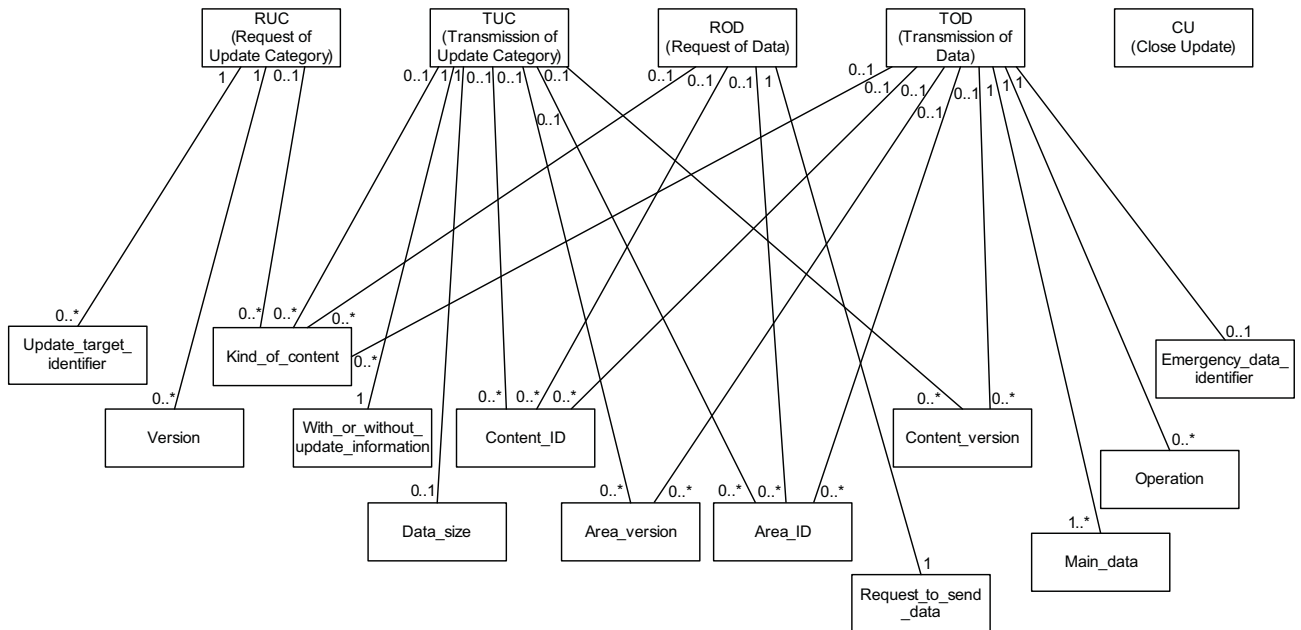 RUC
(Request of
Update Category)
TUC
(Transmission of
Update Category)
ROD
(Request of Data)
TOD
(Transmission of
Data)
CU
(Close Update)
1
1
0..1
0..1
1
1
0..1
0..1
0..1
0..1
0..1
0..1
0..1
1
0..1
0..1
0..1
0..1
0..1
1
1
1
0..*
0..*
0..*
0..*
0..*
0..1
Update_target_
identifier
Kind_of_content
Emergency_data_
identifier
0..*
1
0..*
0..*
0..*
0..*
0..*
0..*
Version
With_or_without_
update_information
Content_ID
Content_version
Operation
0..1
0..*
0..*
0..*
0..*
0..*
Data_size
Area_version
Area_ID
1..*
Main_data
1
Request_to_send
_data